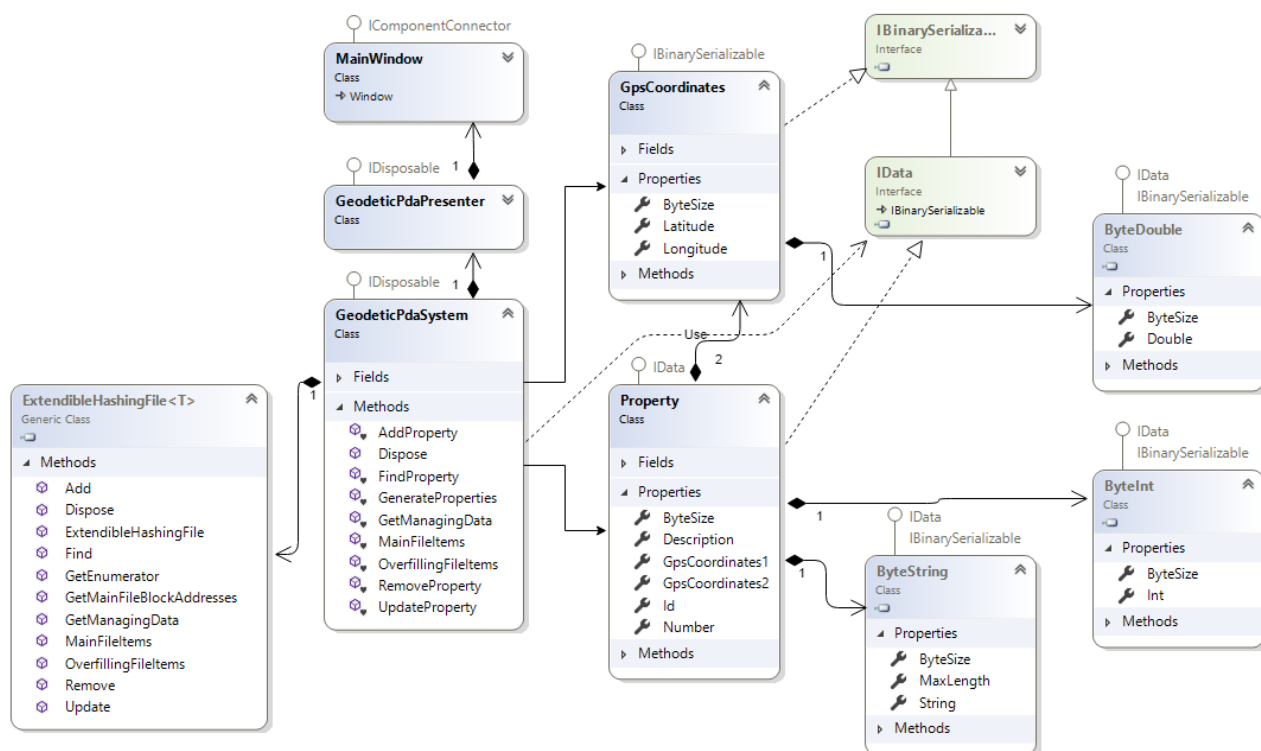 IComponentConnector
MainWindow
Class
Window
1
IDisposable
GeodeticPdaPresenter
Class
1
IDisposable
GeodeticPdaSystem
Class
Fields
Methods
AddProperty
Dispose
FindProperty
GenerateProperties
GetManagingData
MainFileItems
OverfillingFileItems
RemoveProperty
UpdateProperty
1
ExtendibleHashingFile<T>
Generic Class
Methods
Add
Dispose
ExtendibleHashingFile
Find
GetEnumerator
GetMainFileBlockAddresses
GetManagingData
MainFileItems
OverfillingFileItems
Remove
Update
IBinarySerializable
GpsCoordinates
Class
Fields
Properties
ByteSize
Latitude
Longitude
Methods
1
Use
2
IData
Property
Class
Fields
Properties
ByteSize
Description
GpsCoordinates1
GpsCoordinates2
Id
Number
Methods
1
1
IBinarySerializa...
Interface
IData
Interface
IBinarySerializable
IData
IBinarySerializable
ByteDouble
Class
Properties
ByteSize
Double
Methods
IData
IBinarySerializable
ByteInt
Class
Properties
ByteSize
Int
Methods
IData
IBinarySerializable
ByteString
Class
Properties
ByteSize
MaxLength
String
Methods